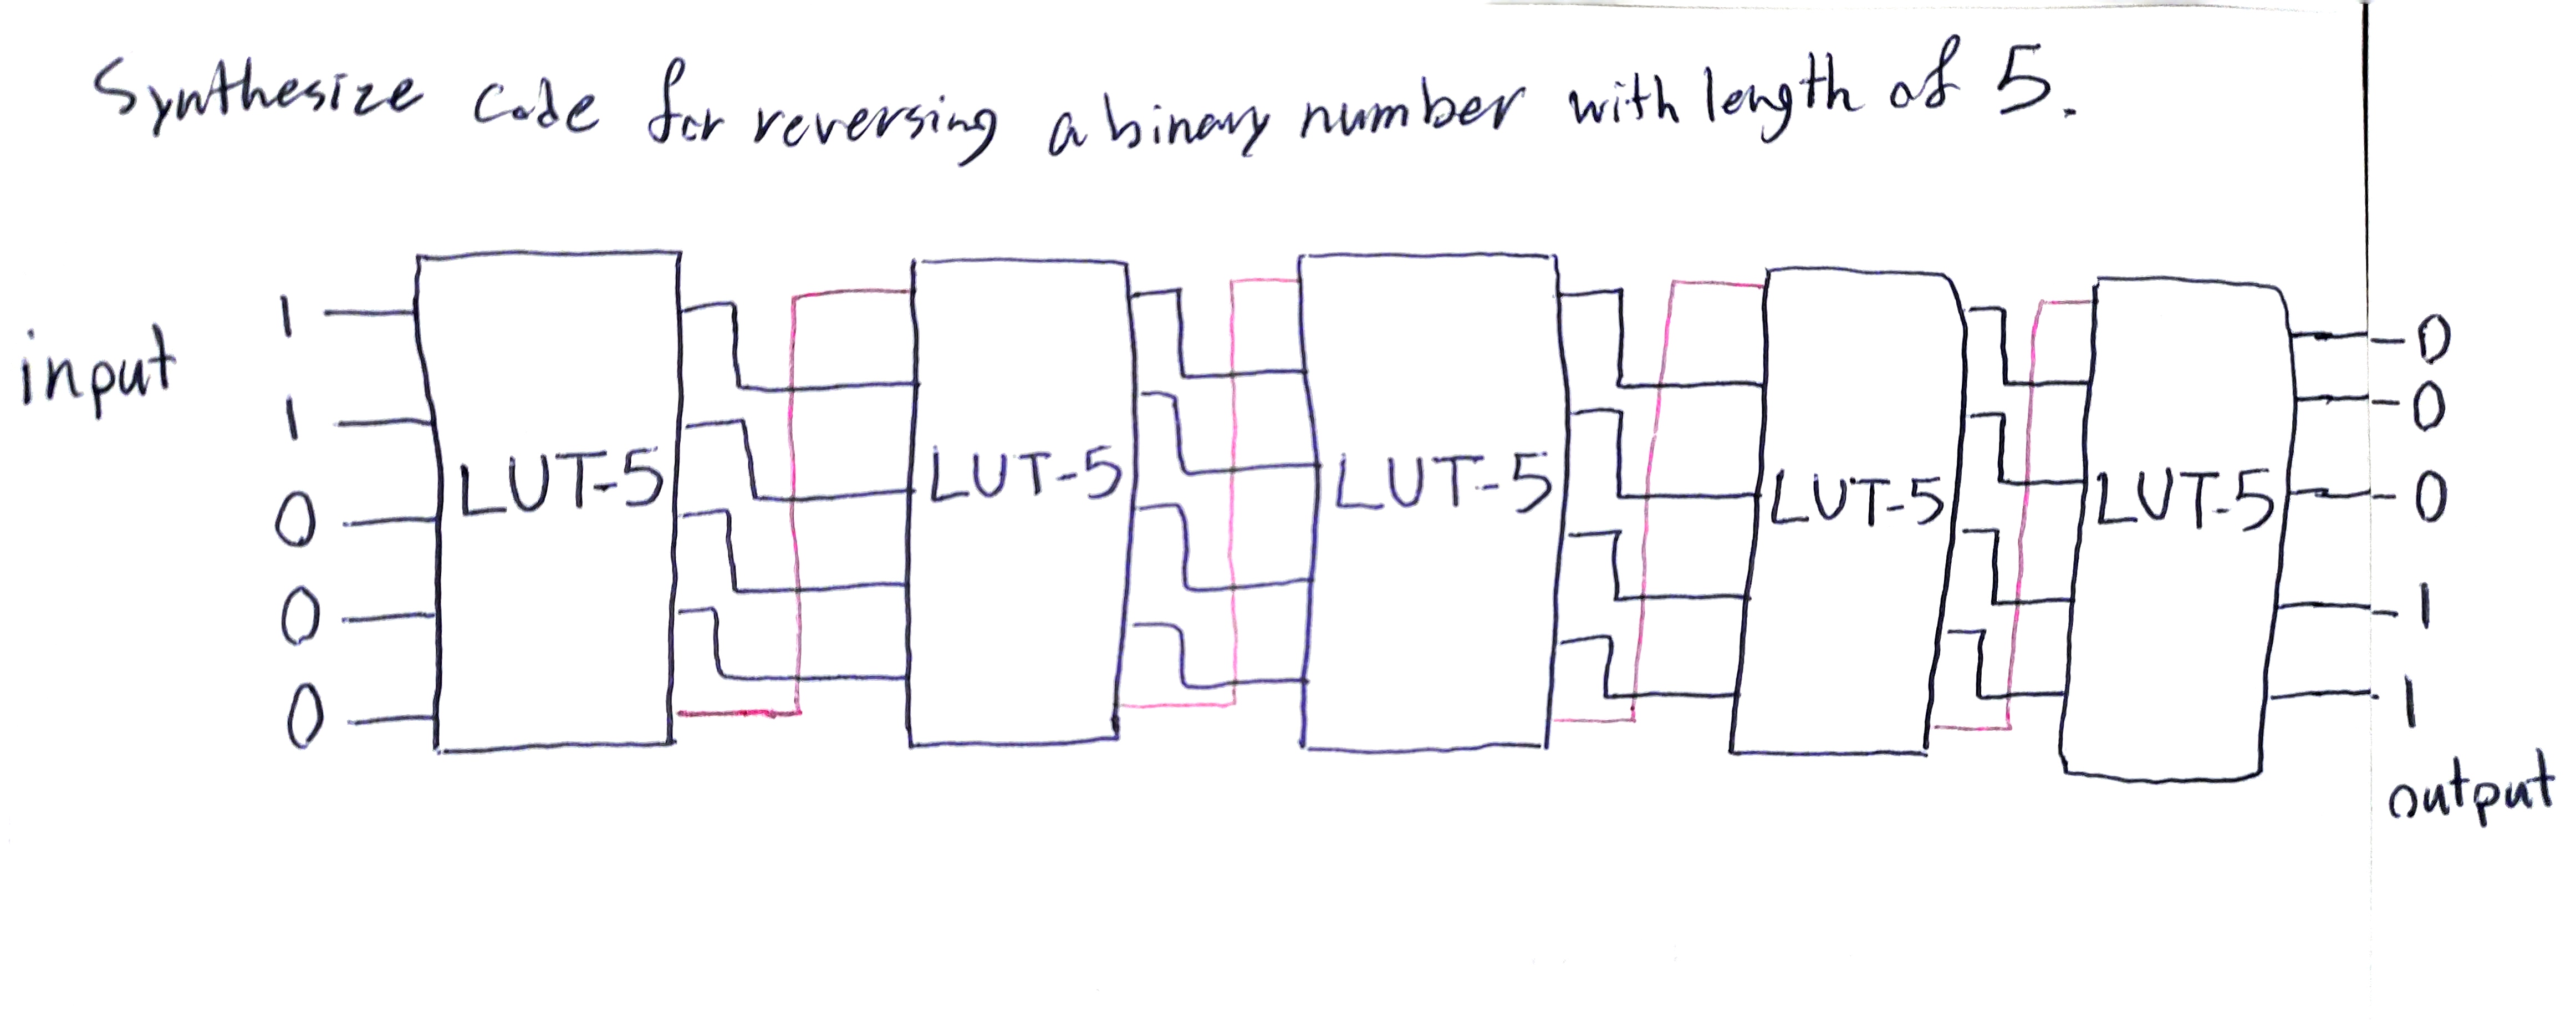 Synthesize code for reversing a binary number with length of 5.
input
1
1
0
0
0
LUT-5
LUT-5
LUT-5
LUT-5
LUT-5
0
0
0
1
1
output